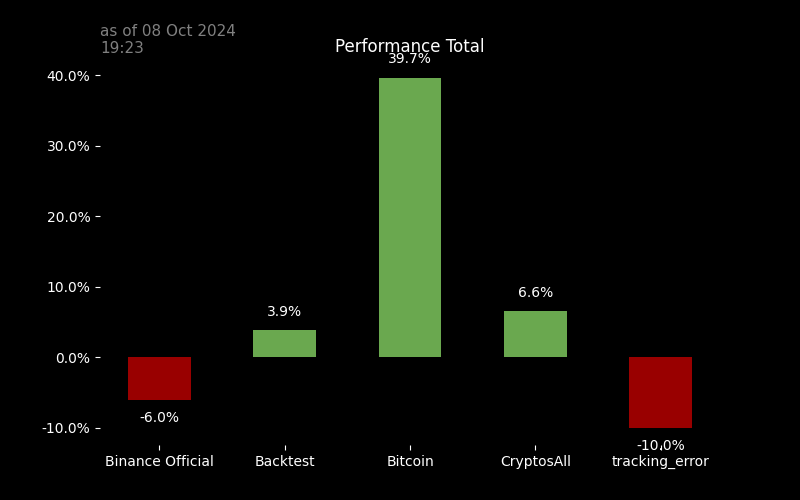 as of 08 Oct 2024
19:23
Performance Total
39.7%
40.0%
30.0%
20.0%
10.0%
6.6%
3.9%
0.0%
-6.0%
-10.0%
-10.0%
Binance Official
Backtest
Bitcoin
CryptosAll
tracking_error